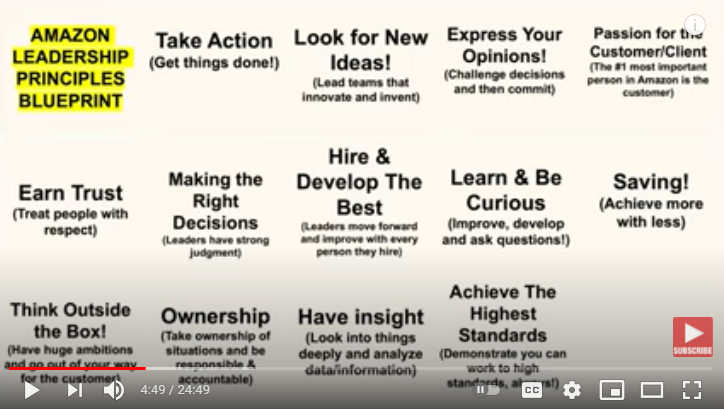 AMAZON
LEADERSHIP
PRINCIPLES
BLUEPRINT
Take Action
(Get things done!)
Look for New
Ideas!
(Lead teams that
innovate and invent)
Express Your
Opinions!
(Challenge decisions
and then commit)
Passion for the
Customer/Client
(The #1 most important
person in Amazon is the
customer)
Earn Trust
(Treat people with
respect)
Making the
Right
Decisions
(Leaders have strong
judgment)
Hire &
Develop The
Best
(Leaders move forward
and improve with every
person they hire)
Learn & Be
Curious
(Improve, develop
and ask questions!)
Saving!
(Achieve more
with less)
Think Outside
the Box!
(Have huge ambitions
and go out of your way
for the customer)
Ownership
(Take ownership of
situations and be
responsible &
accountable)
Have insight
(Look into things
deeply and analyze
data/information)
Achieve The
Highest
Standards
(Demonstrate you can
work to high
standards, always!)
SUBSCRIBE
4:49 / 24:49
CC